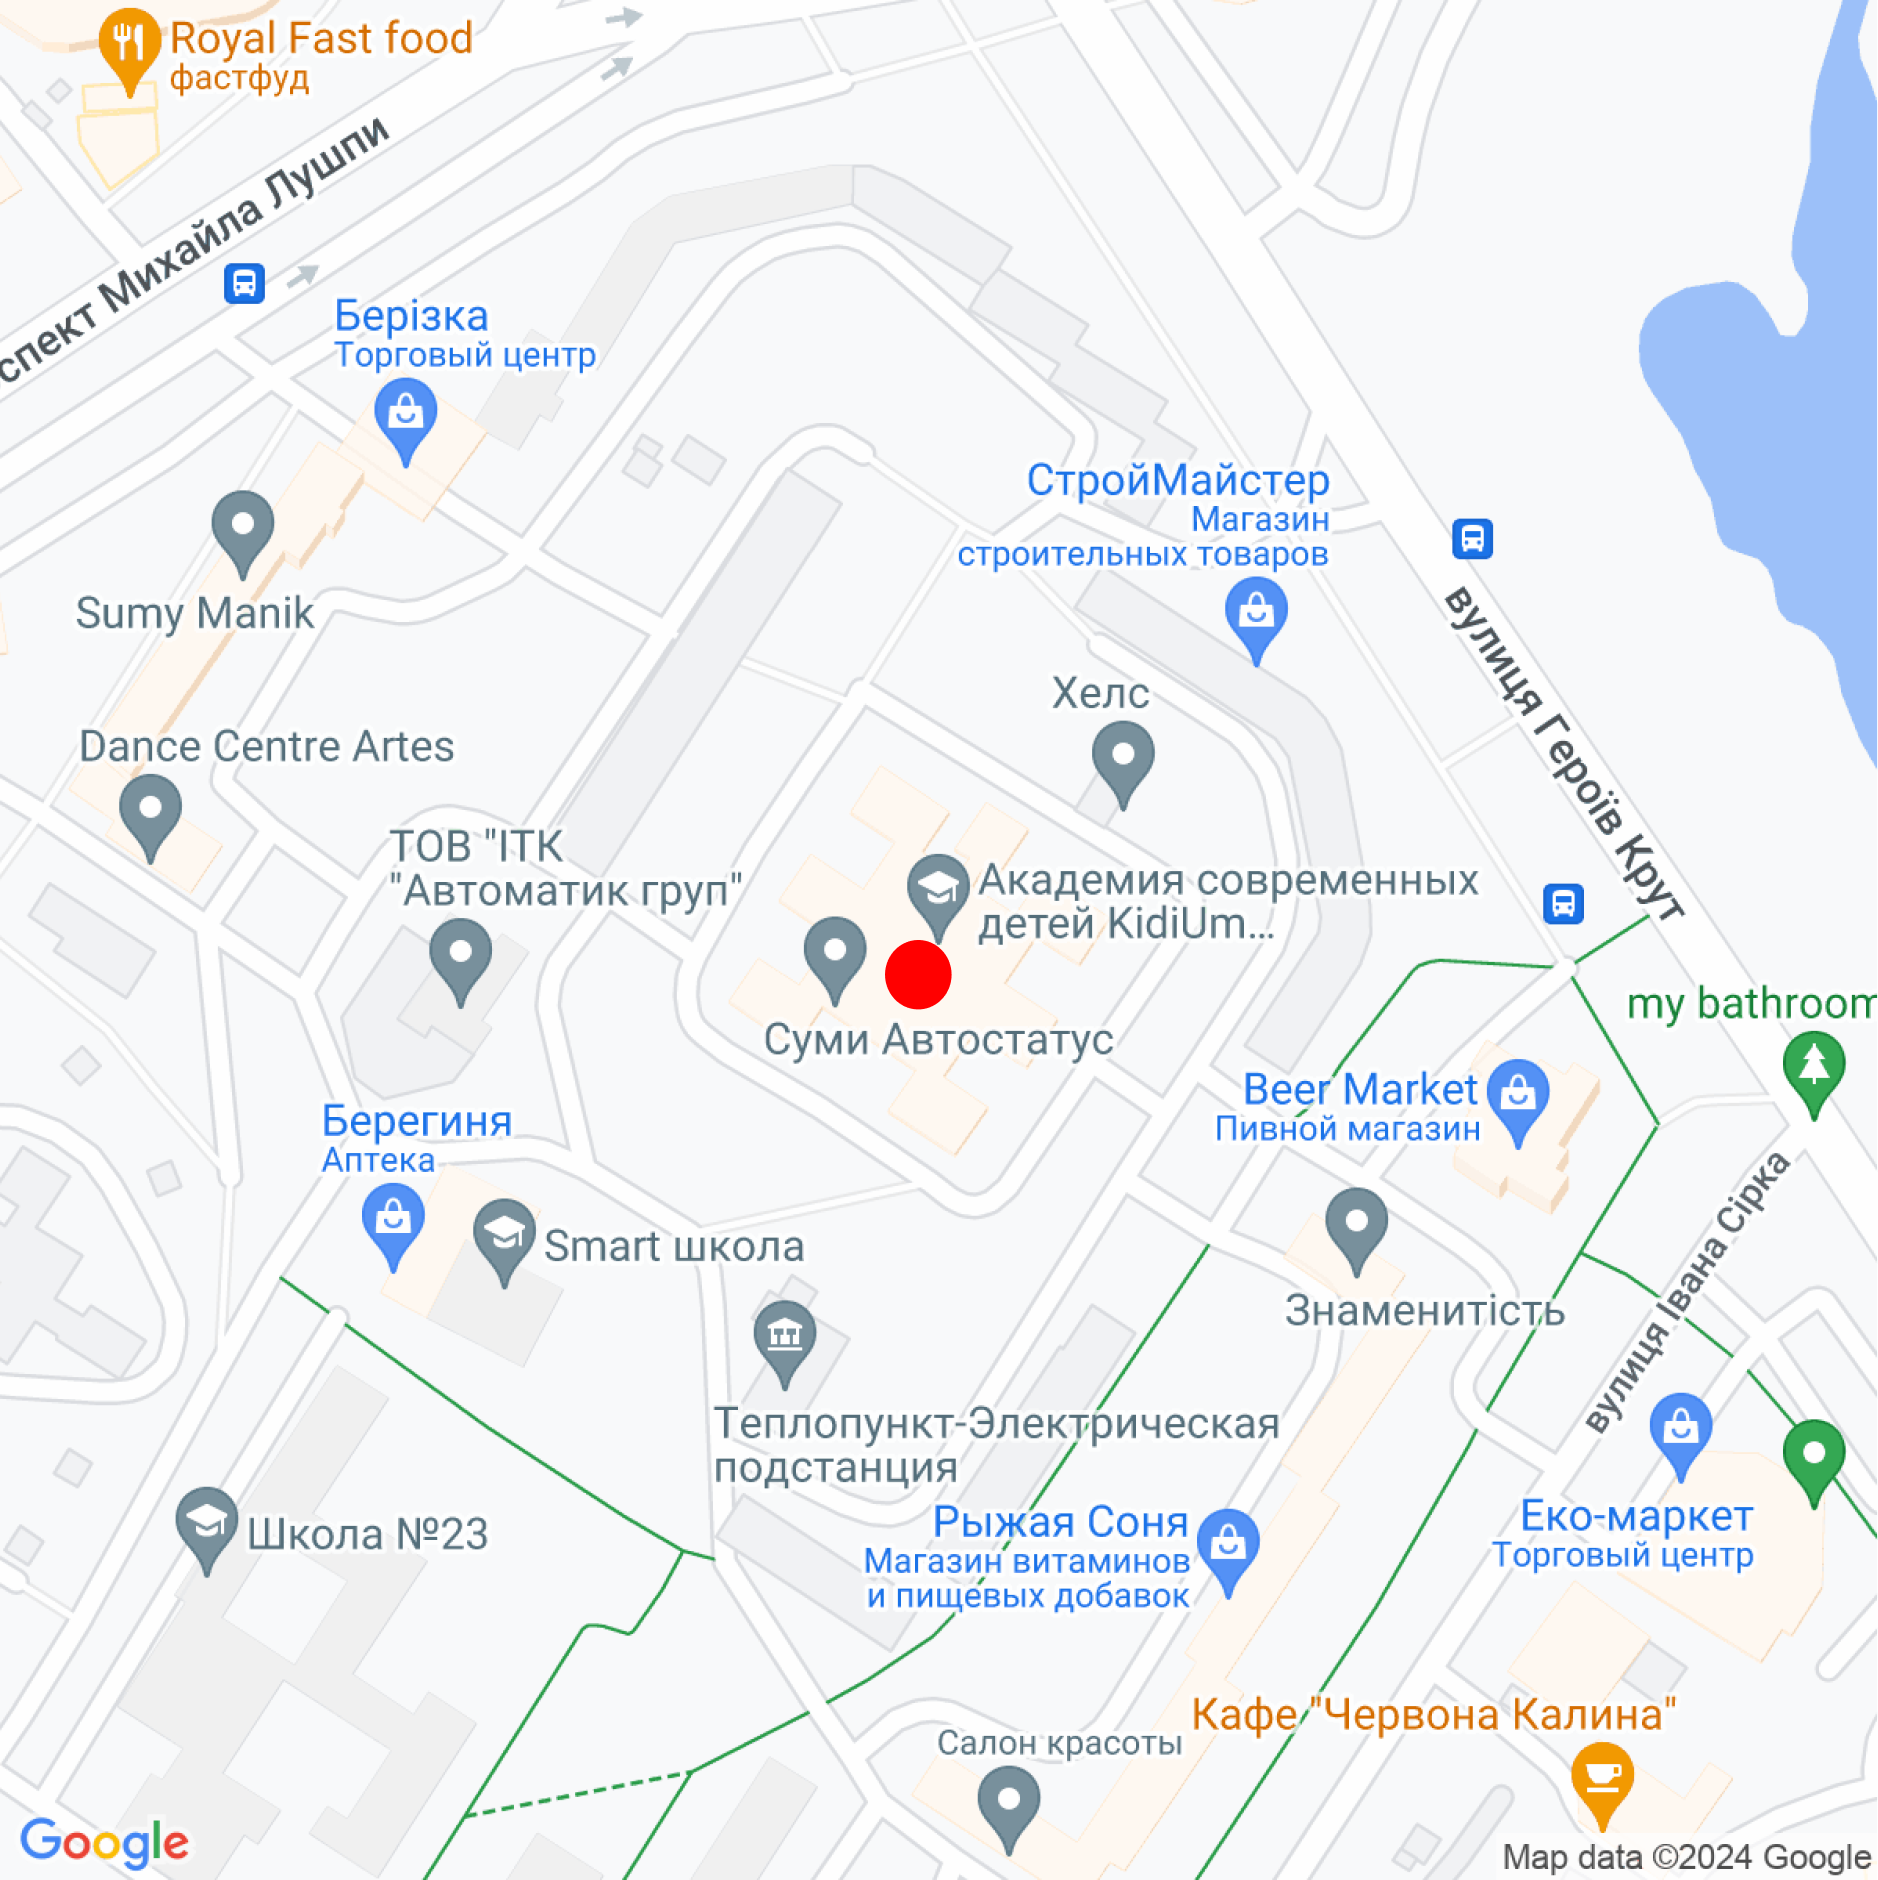 Royal Fast food
фастфуд
спект Михайла Лушпи
Берізка
Торговый центр
СтройМайстер
Магазин
строительных товаров
Sumy Manik
вулиця Героїв Крут
Хелс
Dance Centre Artes
ТОВ "ІТК
"Автоматик груп"
Академия современных
детей KidiUm...
my bathroom
Суми Автостатус
Beer Market
Пивной магазин
Берегиня
Аптека
вулиця Івана Сірка
Smart школа
Знаменитість
Теплопункт-Электрическая
подстанция
Школа №23
Рыжая Соня
Магазин витаминов
и пищевых добавок
Еко-маркет
Торговый центр
Кафе "Червона Калина"
Салон красоты
Google
Map data ©2024 Google